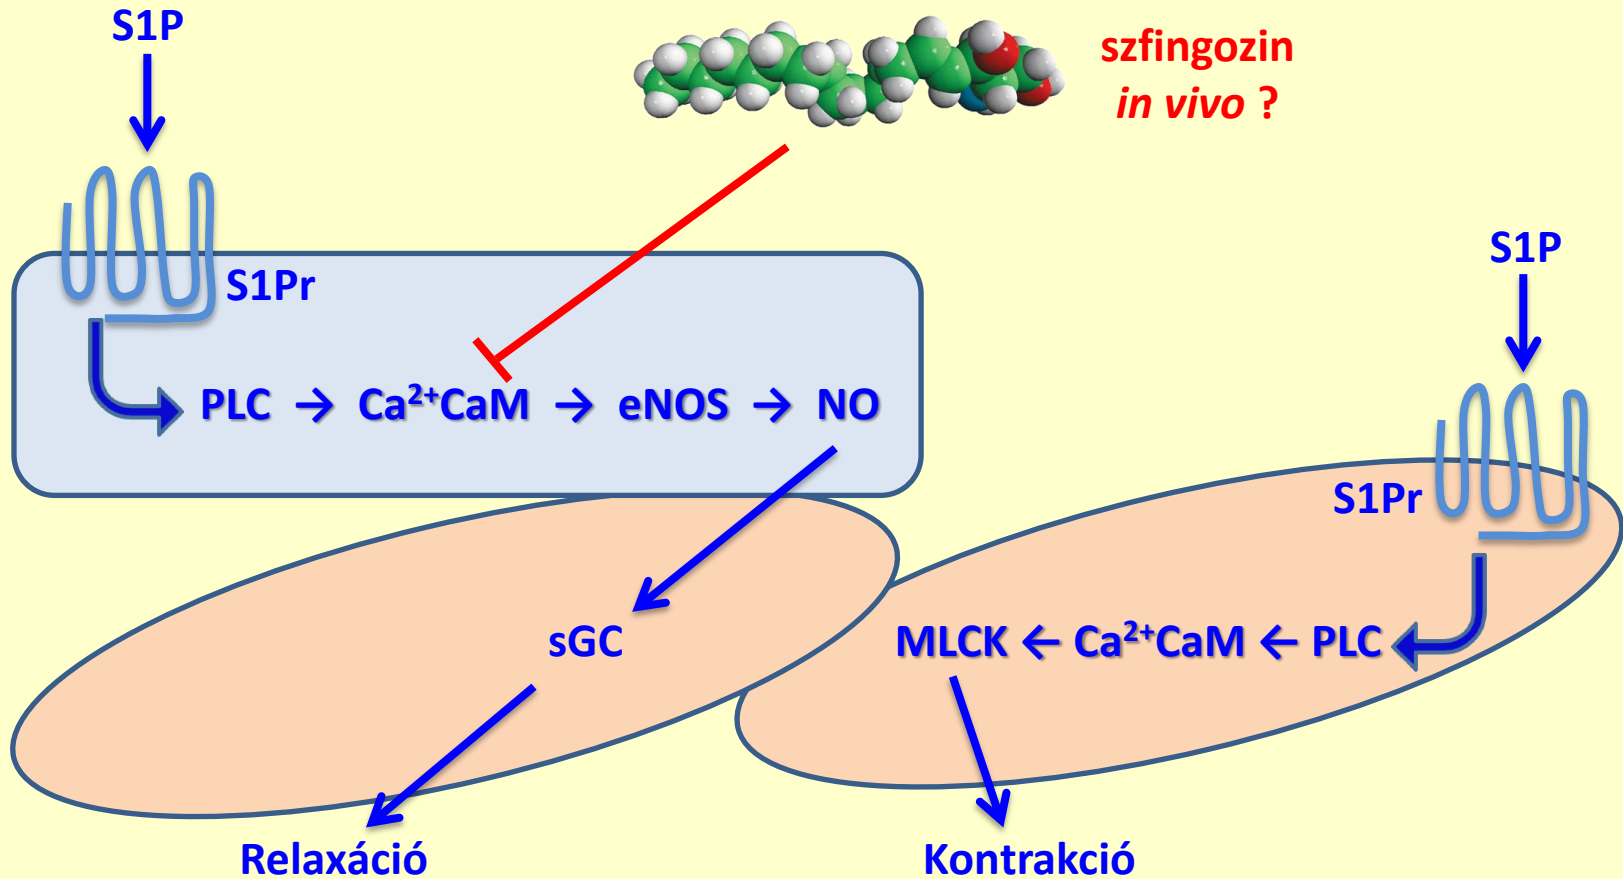 S1P
szfingozin
in vivo ?
S1P
S1Pr
PLC → Ca²⁺CaM → eNOS → NO
S1Pr
sGC
MLCK ← Ca²⁺CaM ← PLC
Relaxáció
Kontrakció